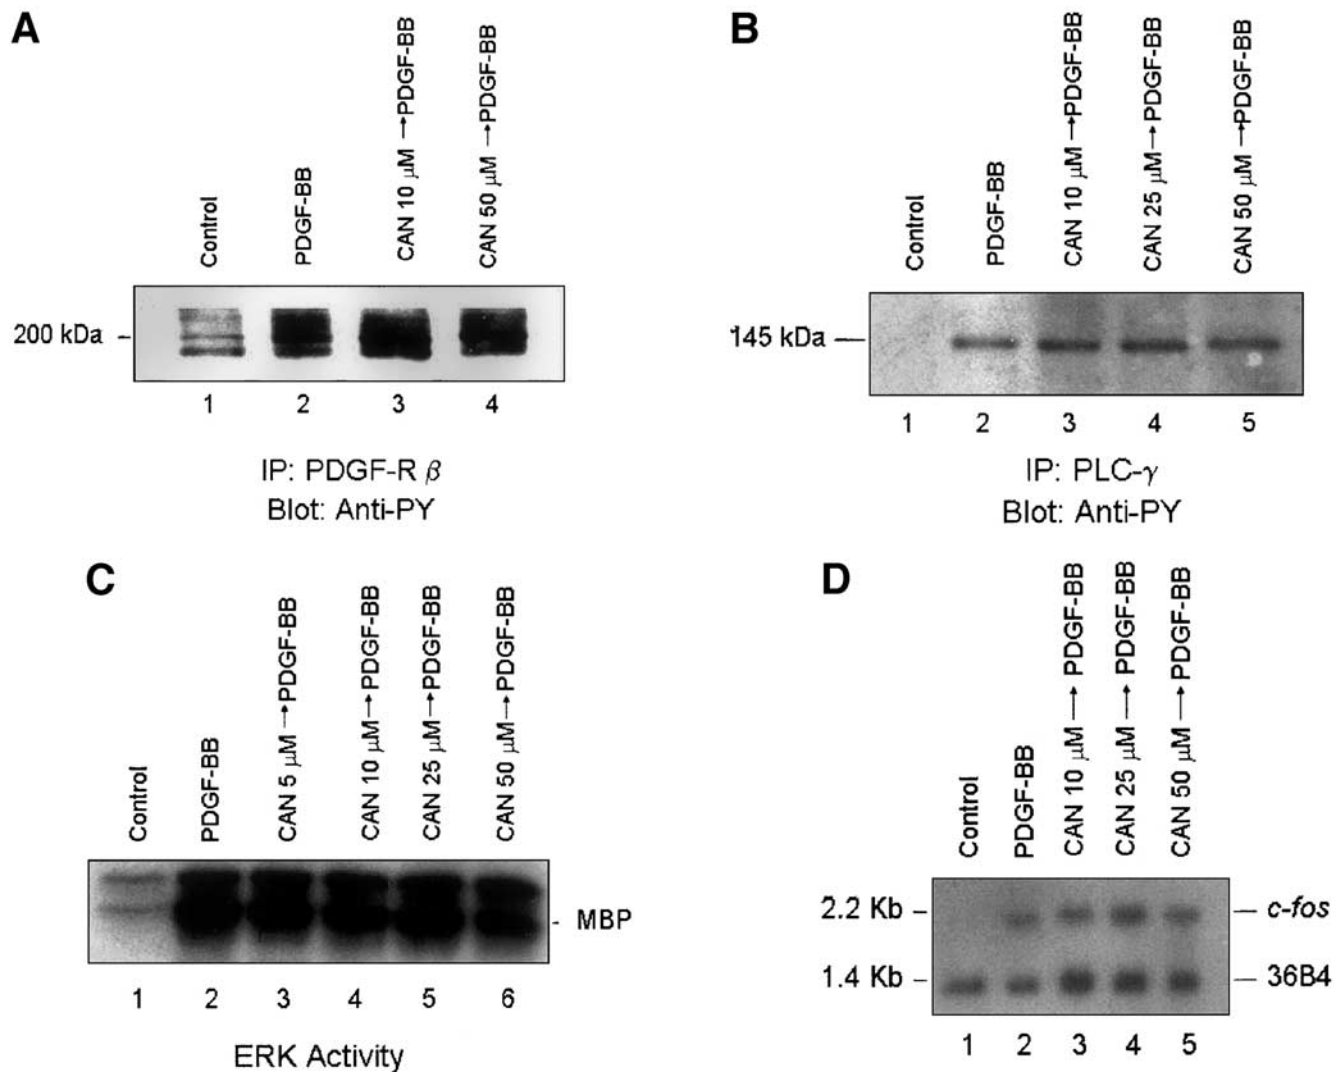 A
Control
PDGF-BB
CAN 10 μM → PDGF-BB
CAN 50 μM → PDGF-BB
200 kDa –
1 2 3 4
IP: PDGF-R β
Blot: Anti-PY
B
Control
PDGF-BB
CAN 10 μM → PDGF-BB
CAN 25 μM → PDGF-BB
CAN 50 μM → PDGF-BB
145 kDa —
1 2 3 4 5
IP: PLC-γ
Blot: Anti-PY
C
Control
PDGF-BB
CAN 5 μM → PDGF-BB
CAN 10 μM → PDGF-BB
CAN 25 μM → PDGF-BB
CAN 50 μM → PDGF-BB
- MBP
1 2 3 4 5 6
ERK Activity
D
Control
PDGF-BB
CAN 10 μM → PDGF-BB
CAN 25 μM → PDGF-BB
CAN 50 μM → PDGF-BB
2.2 Kb – — c-fos
1.4 Kb – — 36B4
1 2 3 4 5